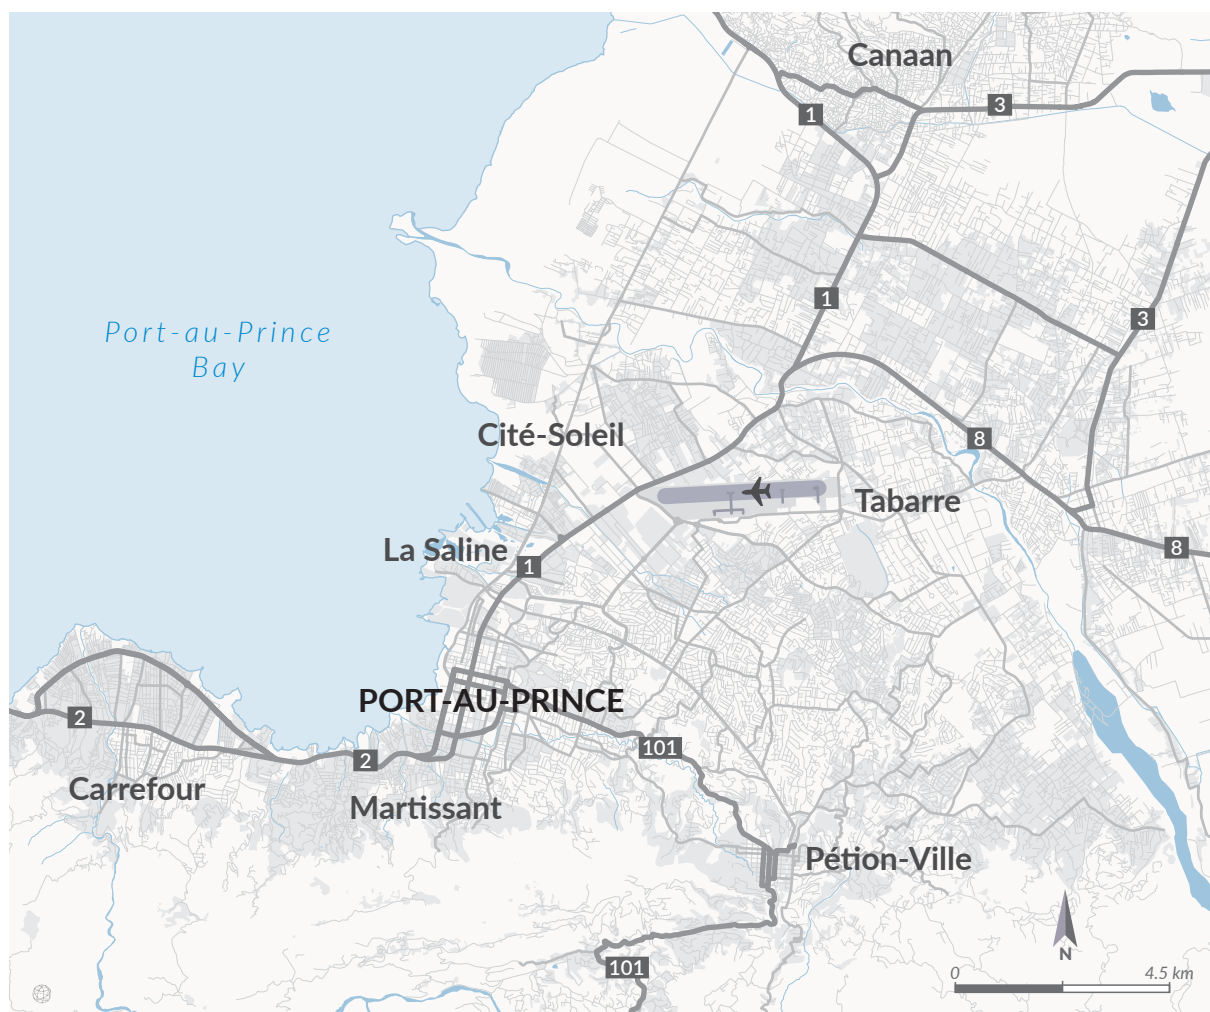 Canaan
1
3
1
3
Port-au-Prince
Bay
Cité-Soleil
8
Tabarre
La Saline
1
8
PORT-AU-PRINCE
2
2
101
Carrefour
Martissant
Pétion-Ville
N
101
0
4.5 km